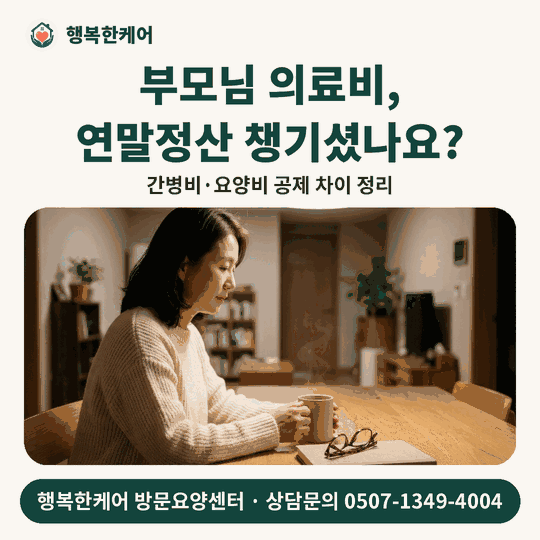 행복한케어
부모님 의료비,
연말정산 챙기셨나요?
간병비·요양비 공제 차이 정리
행복한케어 방문요양센터 · 상담문의 0507-1349-4004